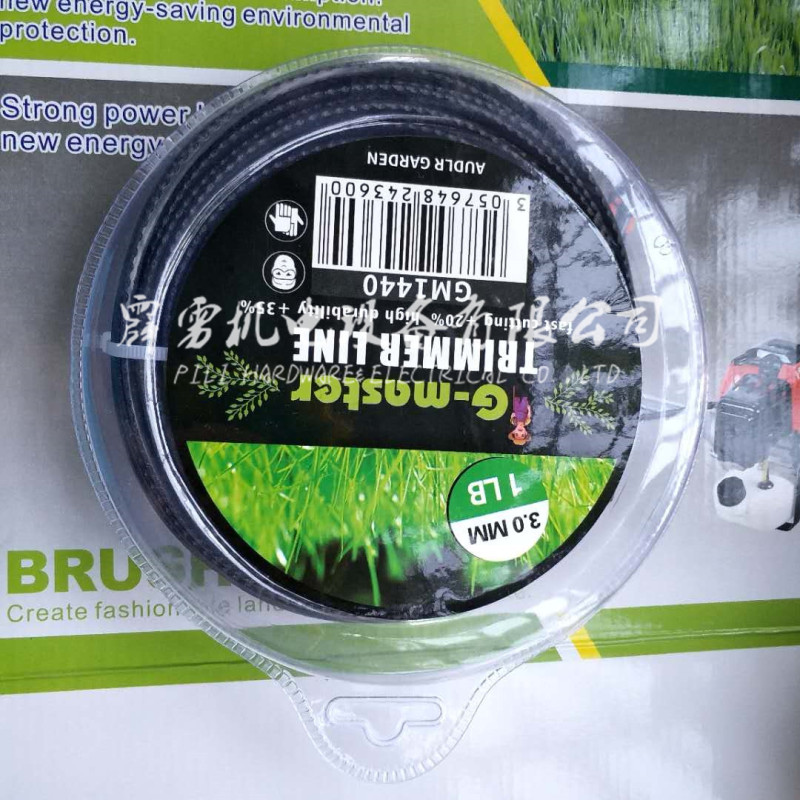 new energy-saving environmental
protection.
Strong power
new energy
AUDLR GARDEN
3 057648 243600
GM1440
fast cutting +20% high durability +35%
TRIMMER LINE
G-master
3.0 MM
1 LB
霹雳机电设备有限公司
PILI HARDWARE & ELECTRICAL CO., LTD
BRUSH
Create fashionable